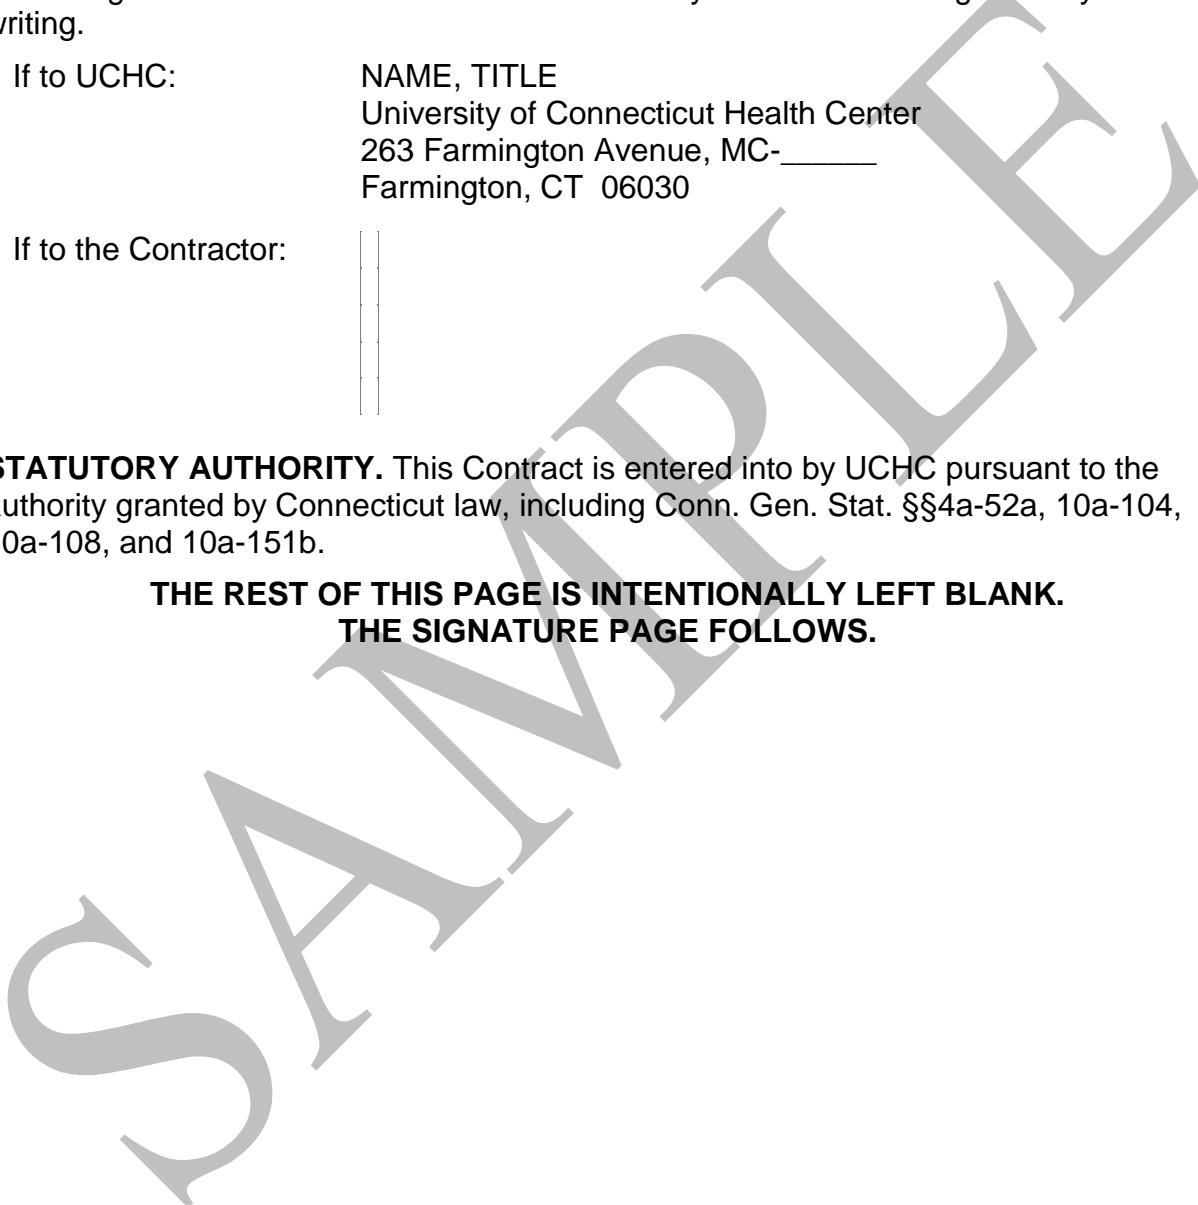 writing.
If to UCHC: NAME, TITLE
University of Connecticut Health Center
263 Farmington Avenue, MC-______
Farmington, CT 06030
If to the Contractor:
STATUTORY AUTHORITY. This Contract is entered into by UCHC pursuant to the
authority granted by Connecticut law, including Conn. Gen. Stat. §§4a-52a, 10a-104,
10a-108, and 10a-151b.
THE REST OF THIS PAGE IS INTENTIONALLY LEFT BLANK.
THE SIGNATURE PAGE FOLLOWS.
SAMPLE